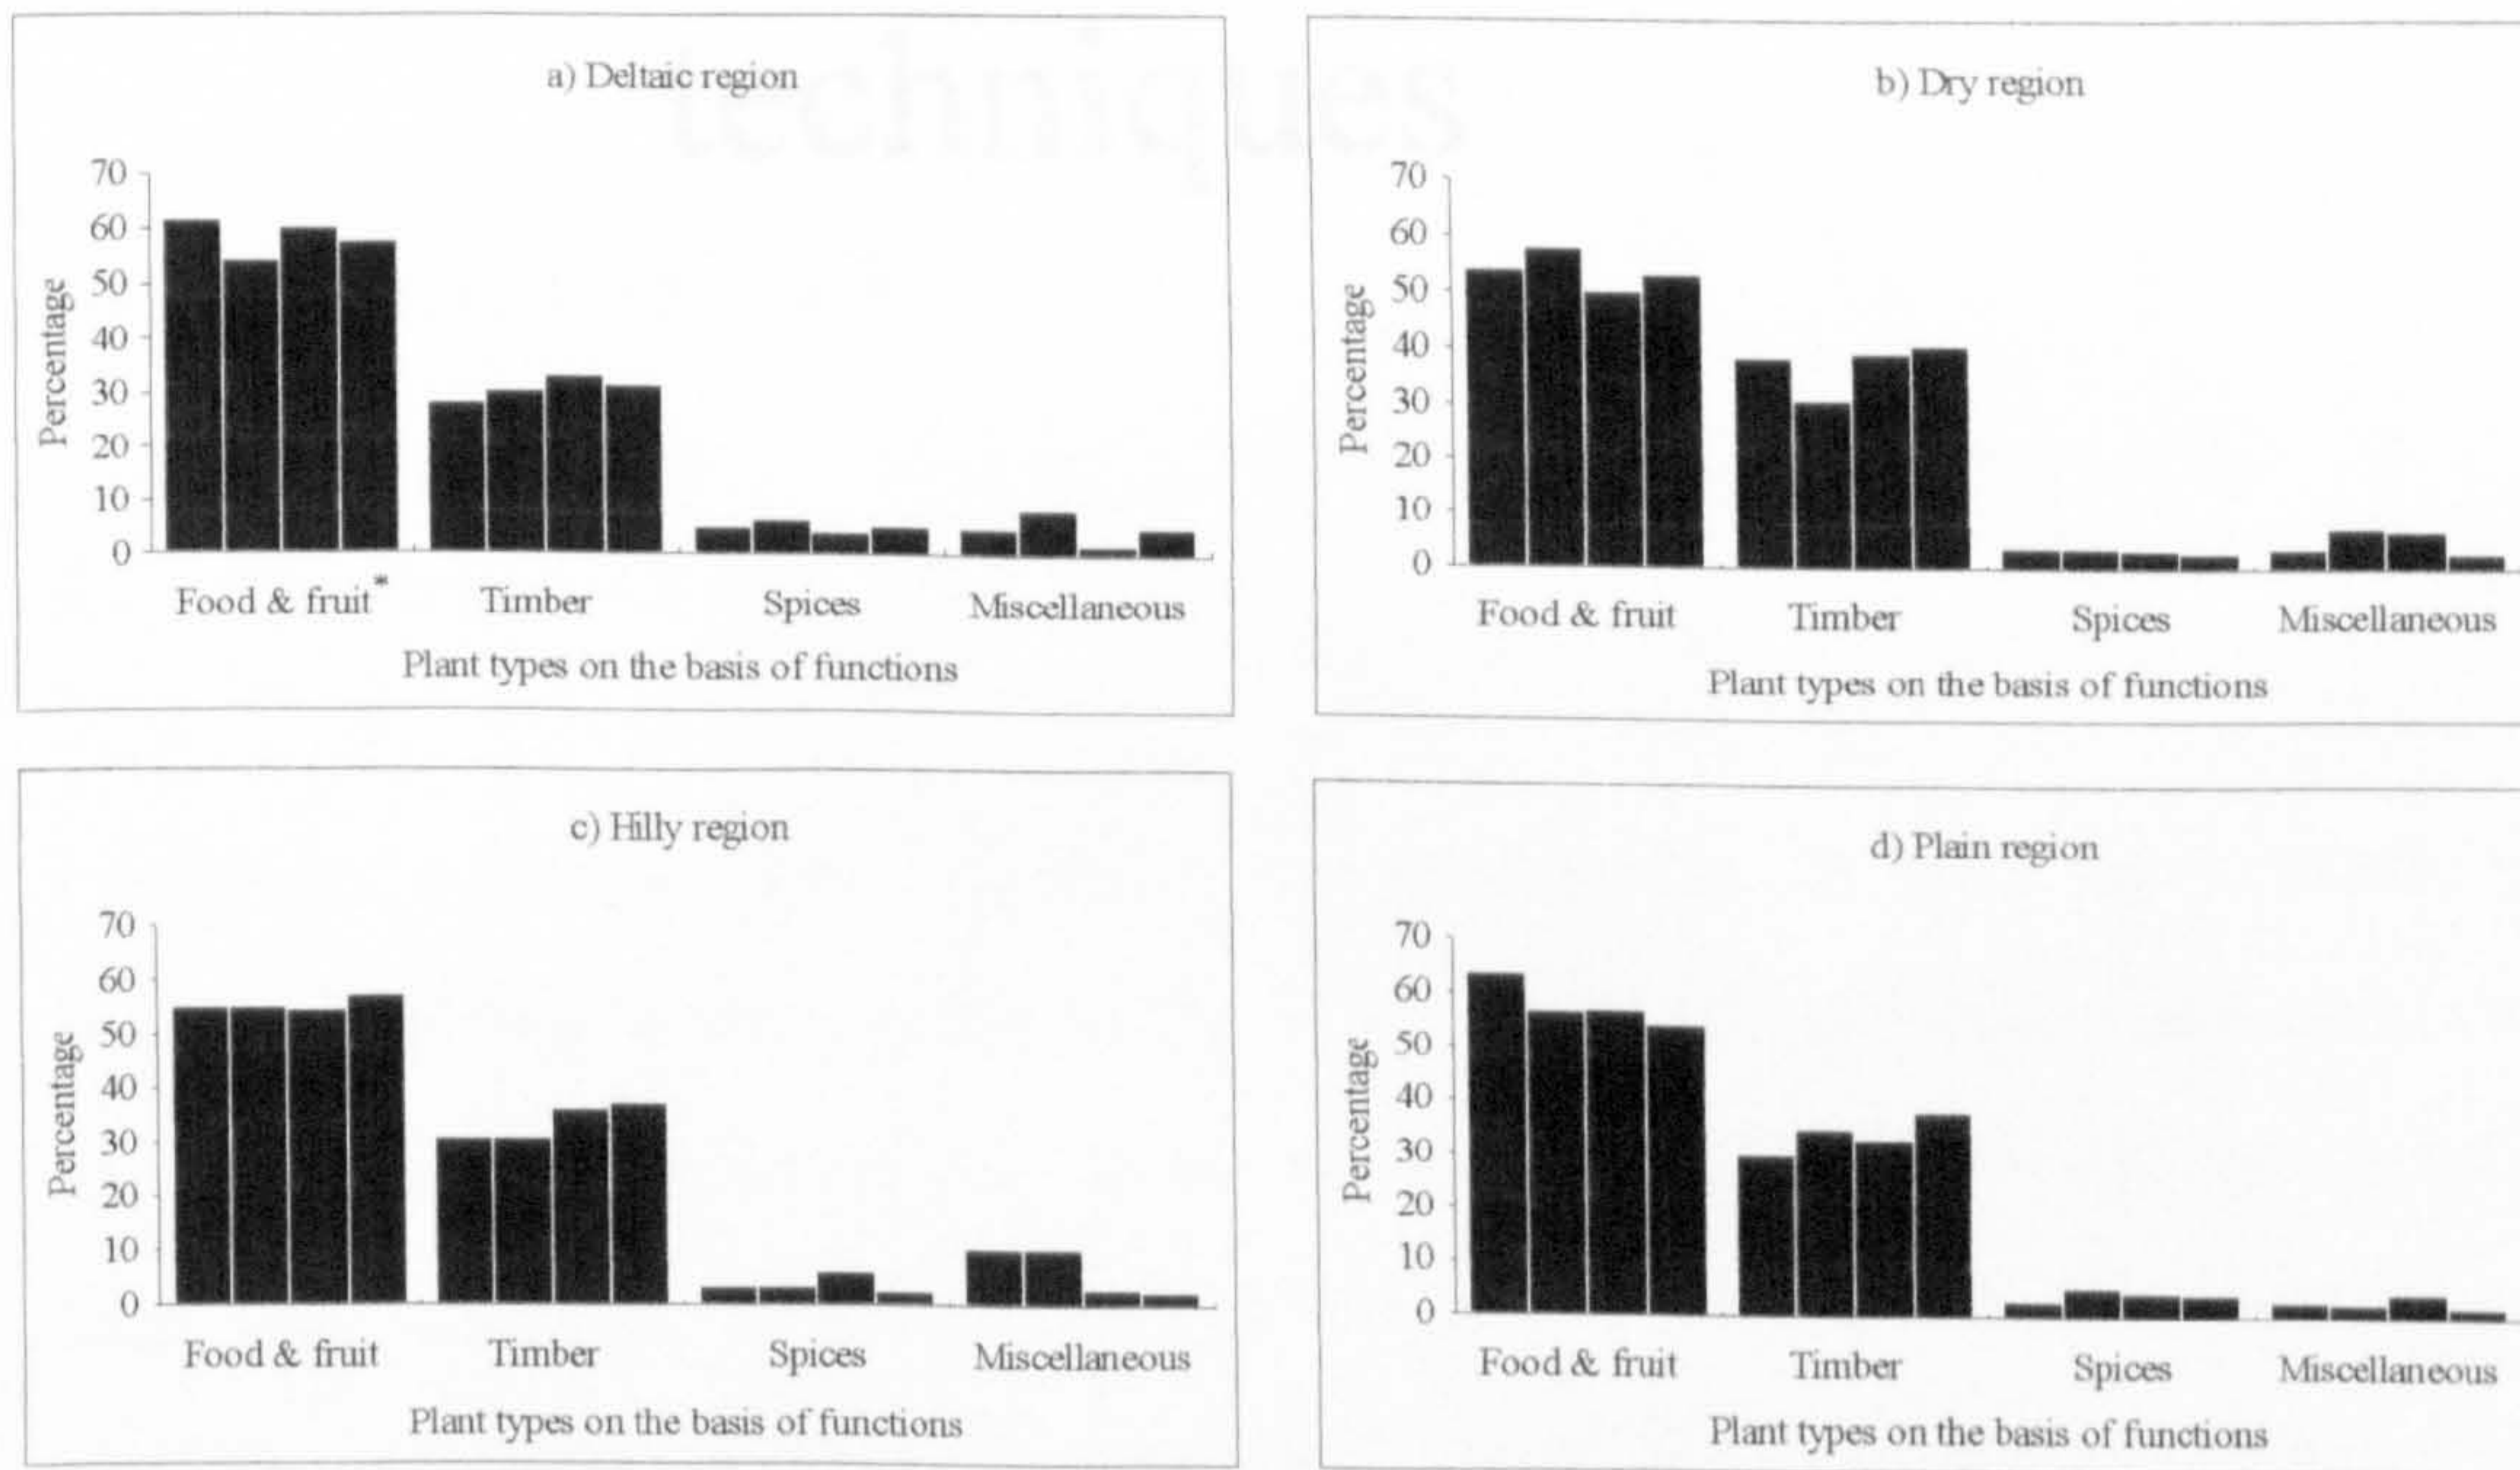 techniques
a) Deltaic region
70
60
50
40
30
20
10
0
Percentage
Food & fruit* Timber Spices Miscellaneous
Plant types on the basis of functions
b) Dry region
70
60
50
40
30
20
10
0
Percentage
Food & fruit Timber Spices Miscellaneous
Plant types on the basis of functions
c) Hilly region
70
60
50
40
30
20
10
0
Percentage
Food & fruit Timber Spices Miscellaneous
Plant types on the basis of functions
d) Plain region
70
60
50
40
30
20
10
0
Percentage
Food & fruit Timber Spices Miscellaneous
Plant types on the basis of functions